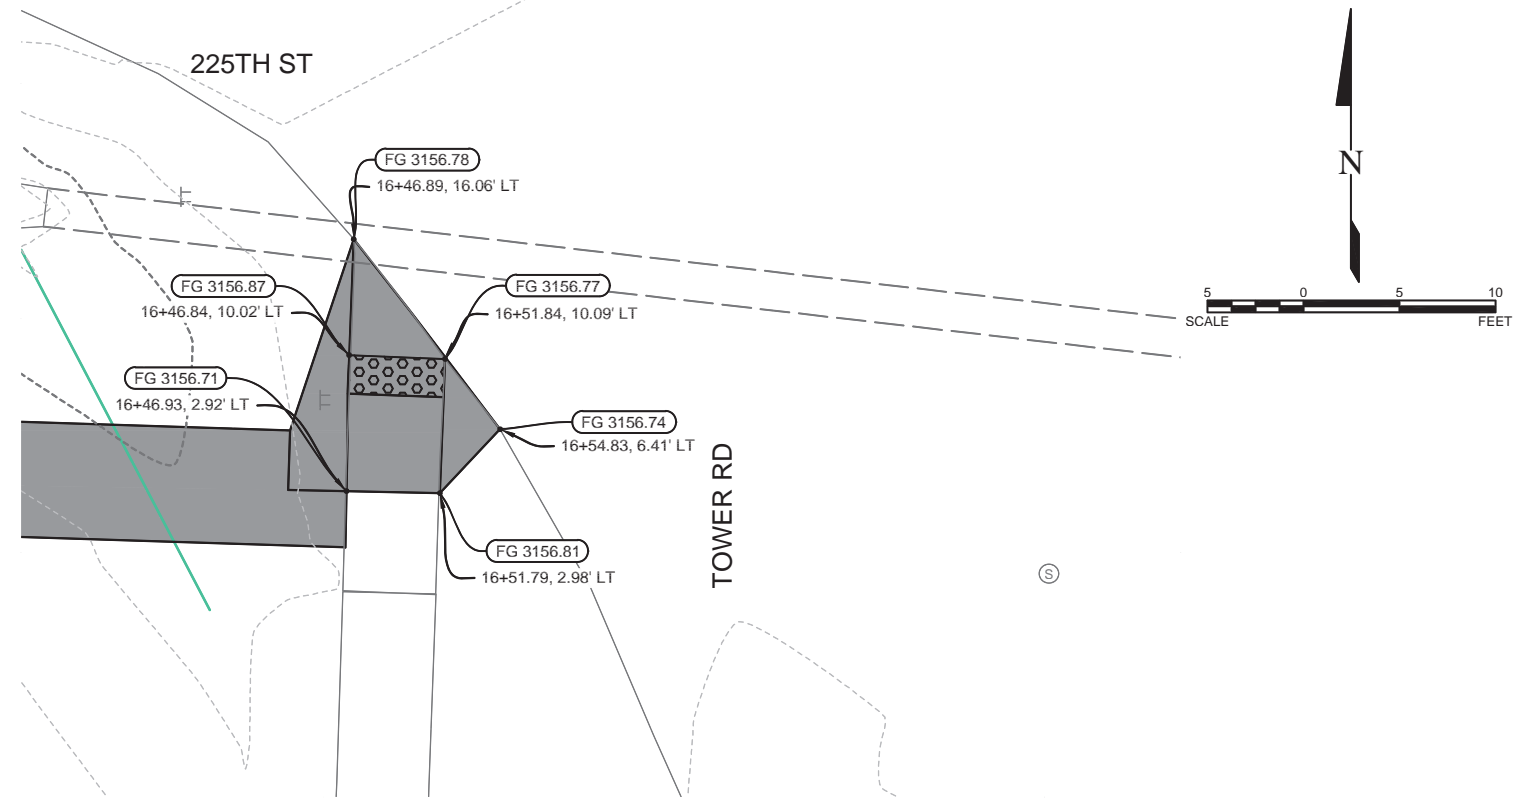 225TH ST
FG 3156.78
16+46.89, 16.06' LT
N
FG 3156.87
16+46.84, 10.02' LT
FG 3156.77
16+51.84, 10.09' LT
5 0 5 10
SCALE FEET
FG 3156.71
16+46.93, 2.92' LT
FG 3156.74
16+54.83, 6.41' LT
TOWER RD
FG 3156.81
16+51.79, 2.98' LT
S